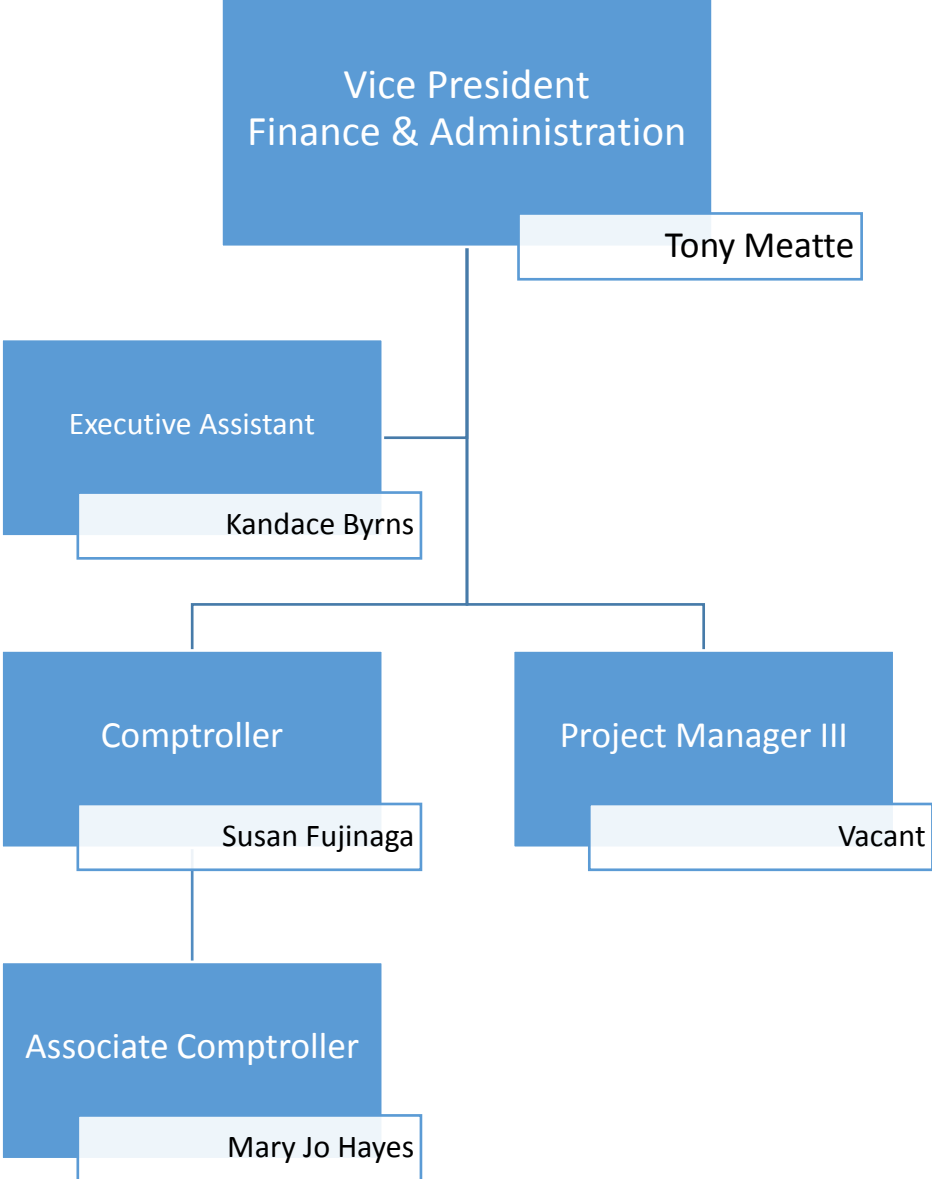 Vice President
Finance & Administration
Tony Meatte
Executive Assistant
Kandace Byrns
Comptroller
Susan Fujinaga
Project Manager III
Vacant
Associate Comptroller
Mary Jo Hayes